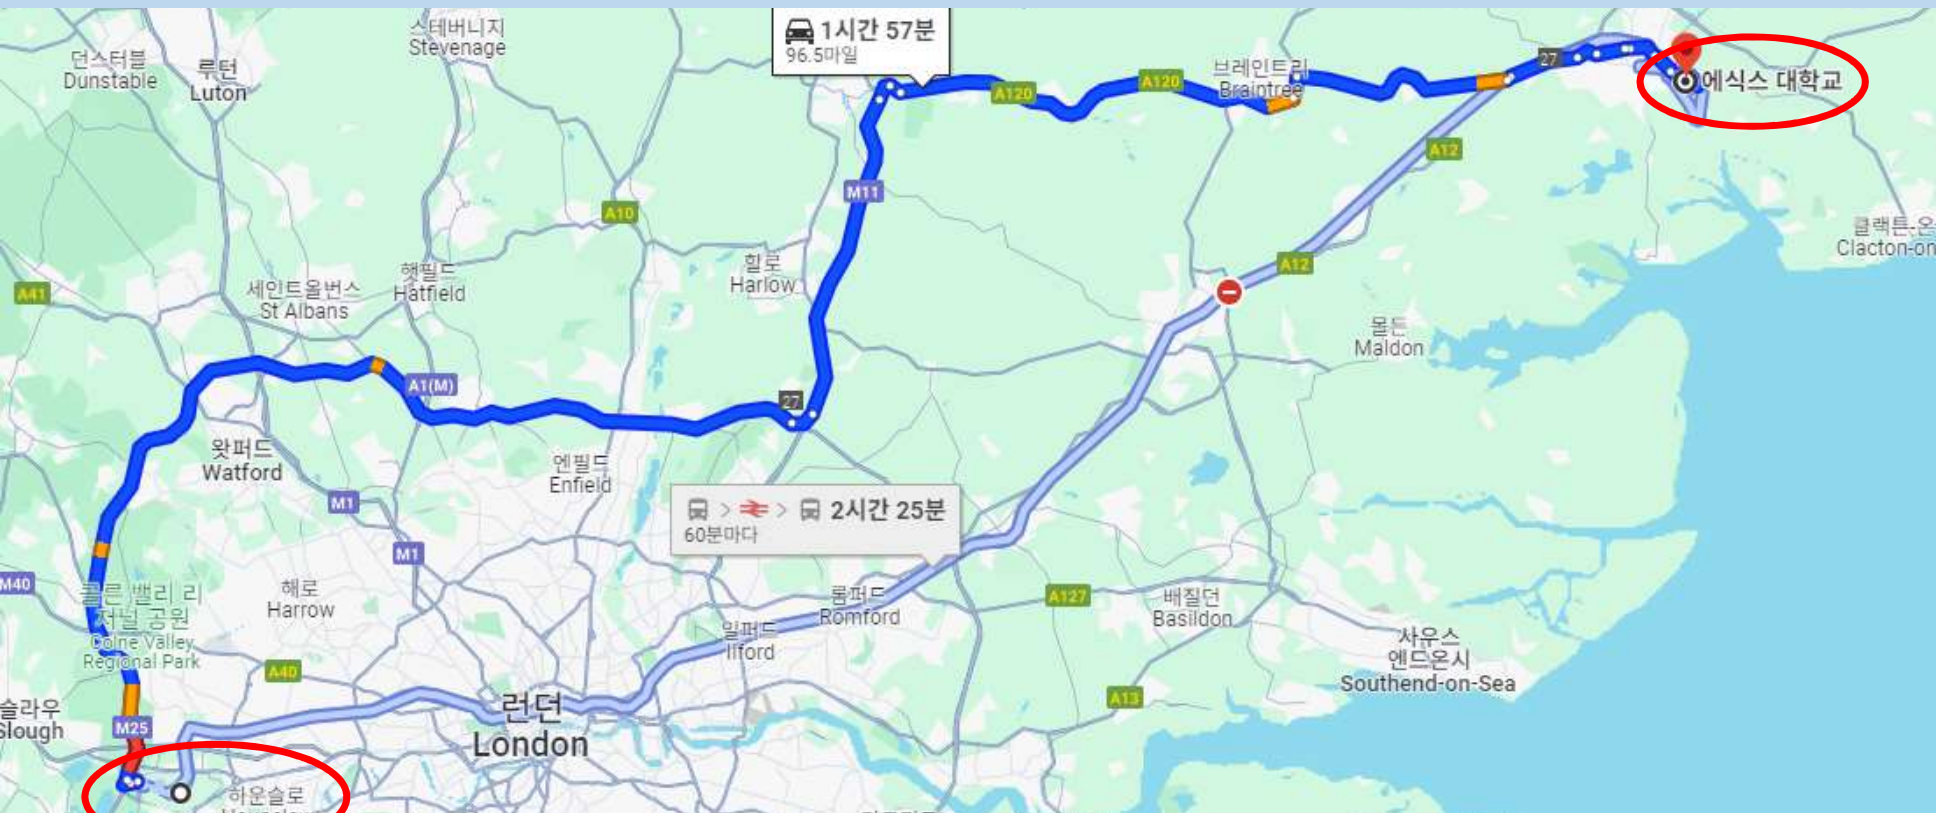 스테버니지
Stevenage
1시간 57분
96.5마일
던스터블
Dunstable
루턴
Luton
브레인트리
Braintree
27
에식스 대학교
A120
A120
A12
M11
A10
클랙튼-온
Clacton-on
할로
Harlow
A12
햇필드
Hatfield
세인트올번스
St Albans
A41
몰든
Maldon
A1(M)
27
왓퍼드
Watford
엔필드
Enfield
M1
2시간 25분
60분마다
M1
M40
콜른 밸리 리
저널 공원
Colne Valley
Regional Park
해로
Harrow
롬퍼드
Romford
A127
배질던
Basildon
일퍼드
Ilford
사우스
엔드온시
Southend-on-Sea
A40
A13
슬라우
Slough
M25
런던
London
하운슬로